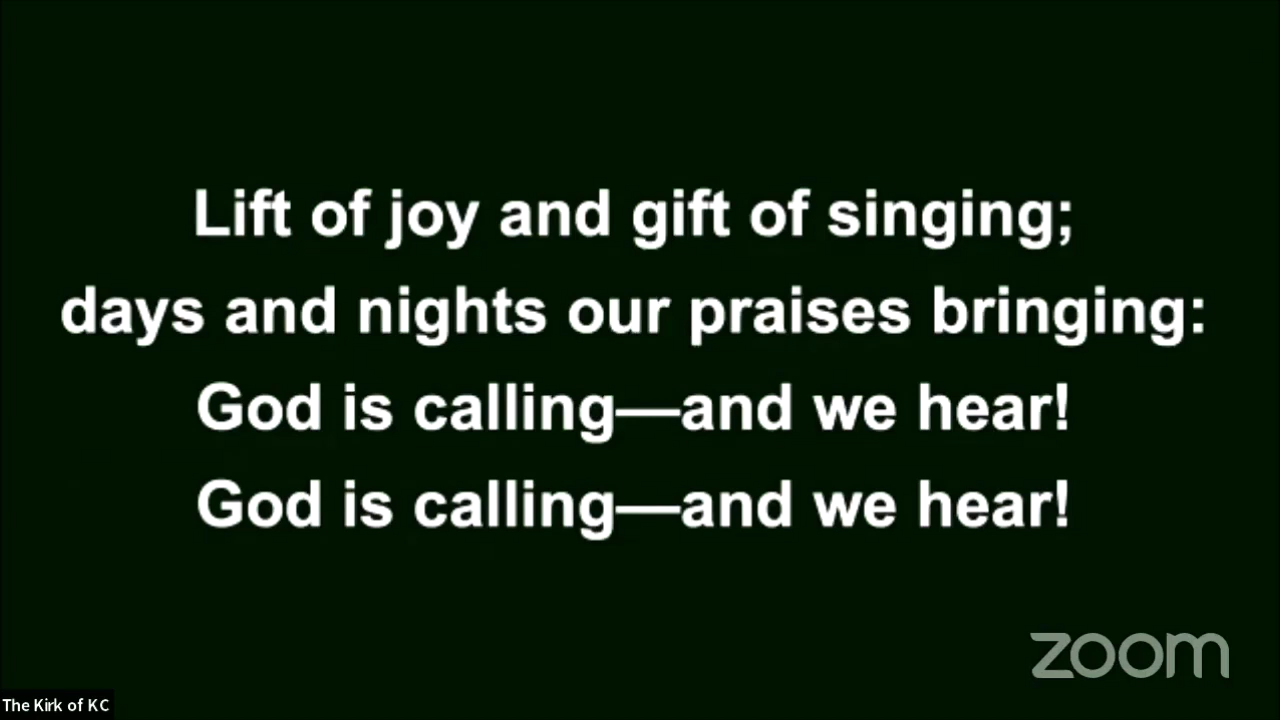 Lift of joy and gift of singing;
days and nights our praises bringing:
God is calling—and we hear!
God is calling—and we hear!
zoom
The Kirk of KC